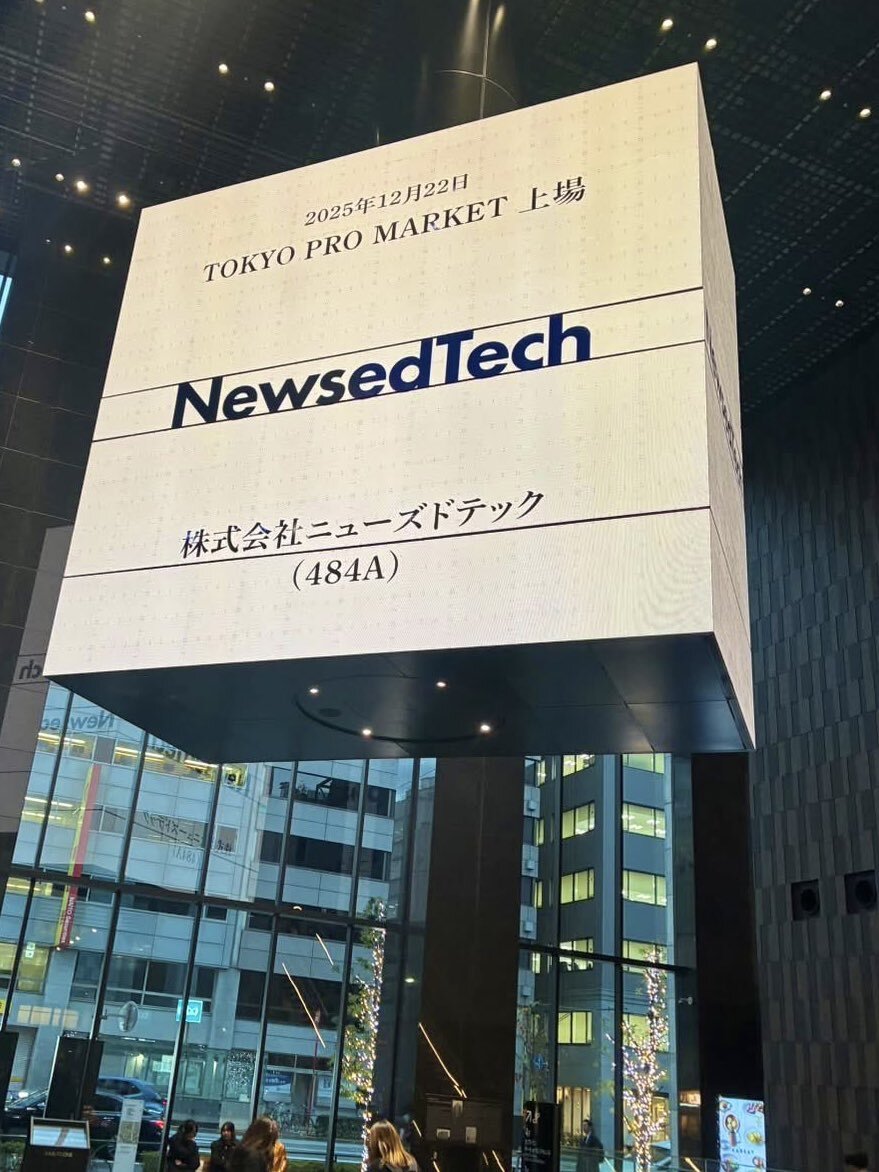 2025年12月22日
TOKYO PRO MARKET 上場
NewsedTech
株式会社ニューズドテック
(484A)